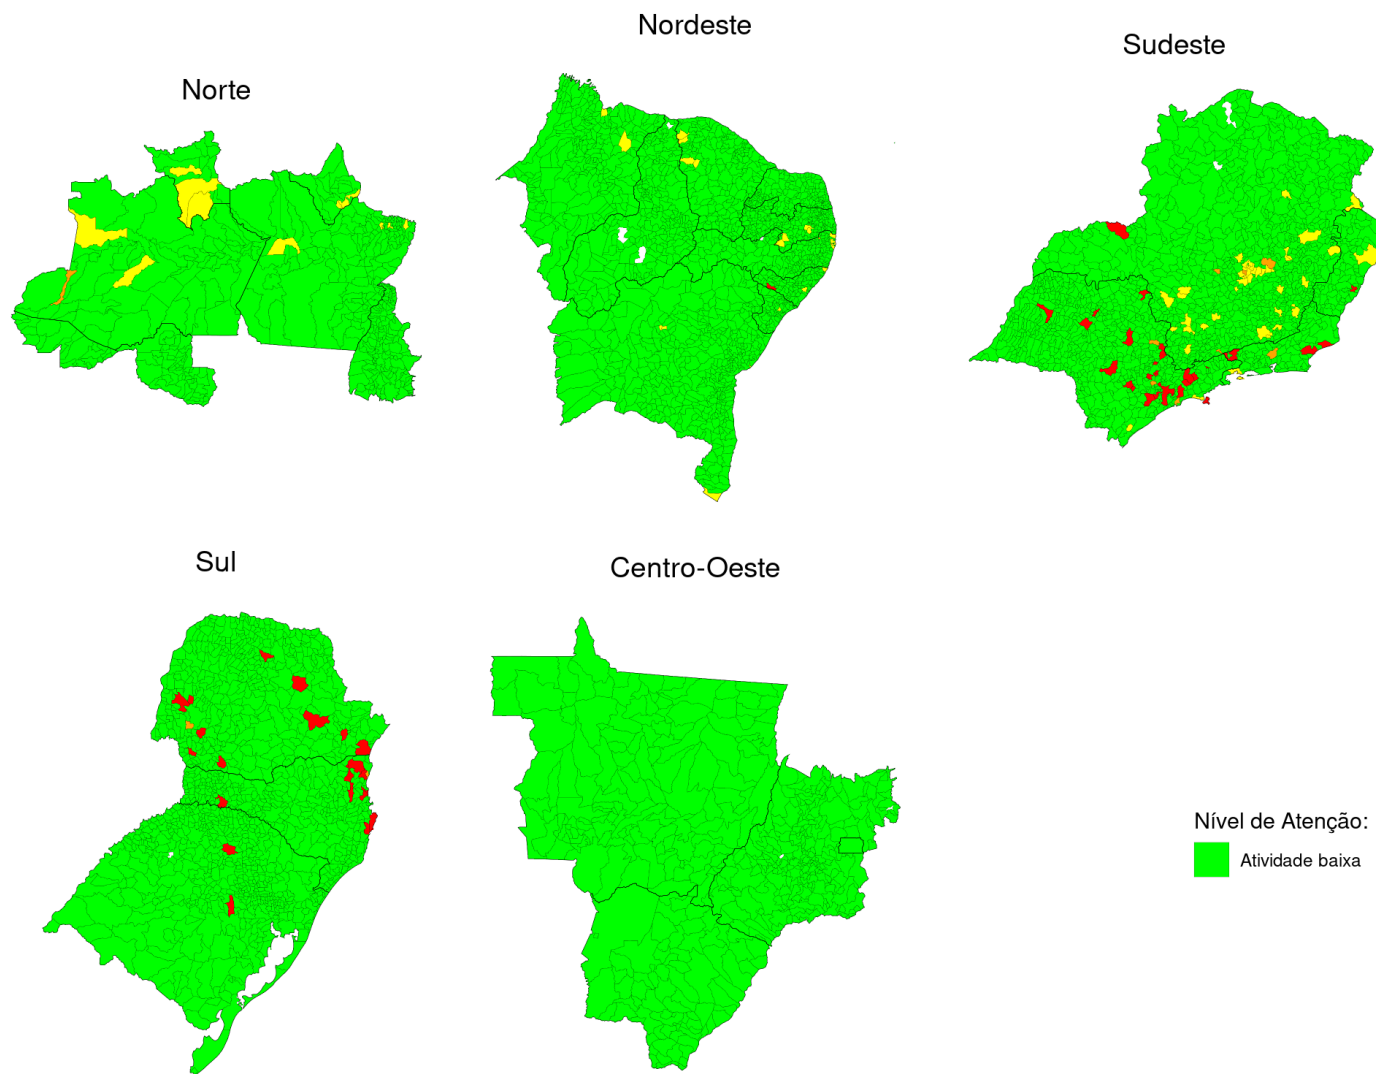 Nordeste
Sudeste
Norte
Sul
Centro-Oeste
Nível de Atenção:
Atividade baixa